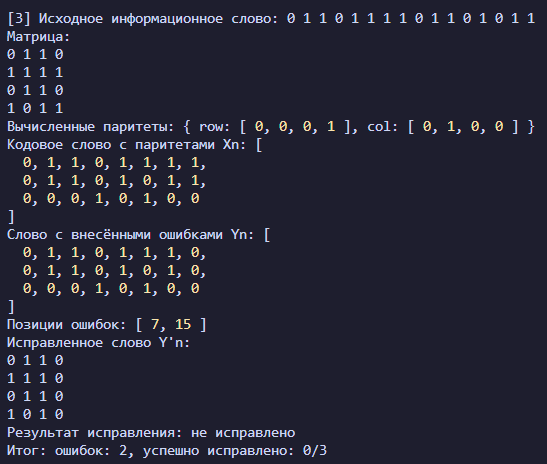 [3] Исходное информационное слово: 0 1 1 0 1 1 1 1 0 1 1 0 1 0 1 1
Матрица:
0 1 1 0
1 1 1 1
0 1 1 0
1 0 1 1
Вычисленные паритеты: { row: [ 0, 0, 0, 1 ], col: [ 0, 1, 0, 0 ] }
Кодовое слово с паритетами Xn: [
0, 1, 1, 0, 1, 1, 1, 1,
0, 1, 1, 0, 1, 0, 1, 1,
0, 0, 0, 1, 0, 1, 0, 0
]
Слово с внесёнными ошибками Yn: [
0, 1, 1, 0, 1, 1, 1, 0,
0, 1, 1, 0, 1, 0, 1, 0,
0, 0, 0, 1, 0, 1, 0, 0
]
Позиции ошибок: [ 7, 15 ]
Исправленное слово Y'n:
0 1 1 0
1 1 1 0
0 1 1 0
1 0 1 0
Результат исправления: не исправлено
Итог: ошибок: 2, успешно исправлено: 0/3